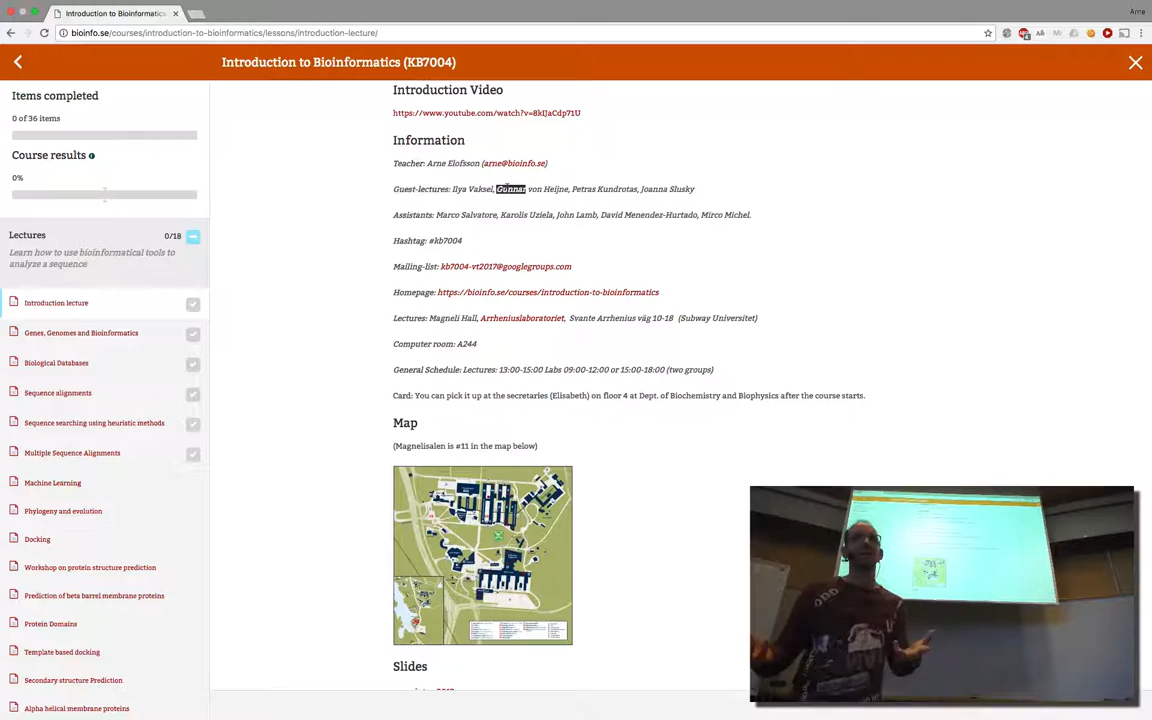 Introduction to Bioinformatics
Arne
bioinfo.se/courses/introduction-to-bioinformatics/lessons/introduction-lecture/
Introduction to Bioinformatics (KB7004)
Items completed
0 of 36 items
Course results
0%
Lectures 0/18
Learn how to use bioinformatical tools to
analyze a sequence
Introduction lecture
Genes, Genomes and Bioinformatics
Biological Databases
Sequence alignments
Sequence searching using heuristic methods
Multiple Sequence Alignments
Machine Learning
Phylogeny and evolution
Docking
Workshop on protein structure prediction
Prediction of beta barrel membrane proteins
Protein Domains
Template based docking
Secondary structure Prediction
Alpha helical membrane proteins
Introduction Video
https://www.youtube.com/watch?v=8kIJaCdp71U
Information
Teacher: Arne Elofsson (arne@bioinfo.se)
Guest-lectures: Ilya Vaksel, Gunnar von Heijne, Petras Kundrotas, Joanna Slusky
Assistants: Marco Salvatore, Karolis Uziela, John Lamb, David Menendez-Hurtado, Mirco Michel.
Hashtag: #kb7004
Mailing-list: kb7004-vt2017@googlegroups.com
Homepage: https://bioinfo.se/courses/introduction-to-bioinformatics
Lectures: Magneli Hall, Arrheniuslaboratoriet, Svante Arrhenius väg 10-18 (Subway Universitet)
Computer room: A244
General Schedule: Lectures: 13:00-15:00 Labs 09:00-12:00 or 15:00-18:00 (two groups)
Card: You can pick it up at the secretaries (Elisabeth) on floor 4 at Dept. of Biochemistry and Biophysics after the course starts.
Map
(Magnelisalen is #11 in the map below)
Slides